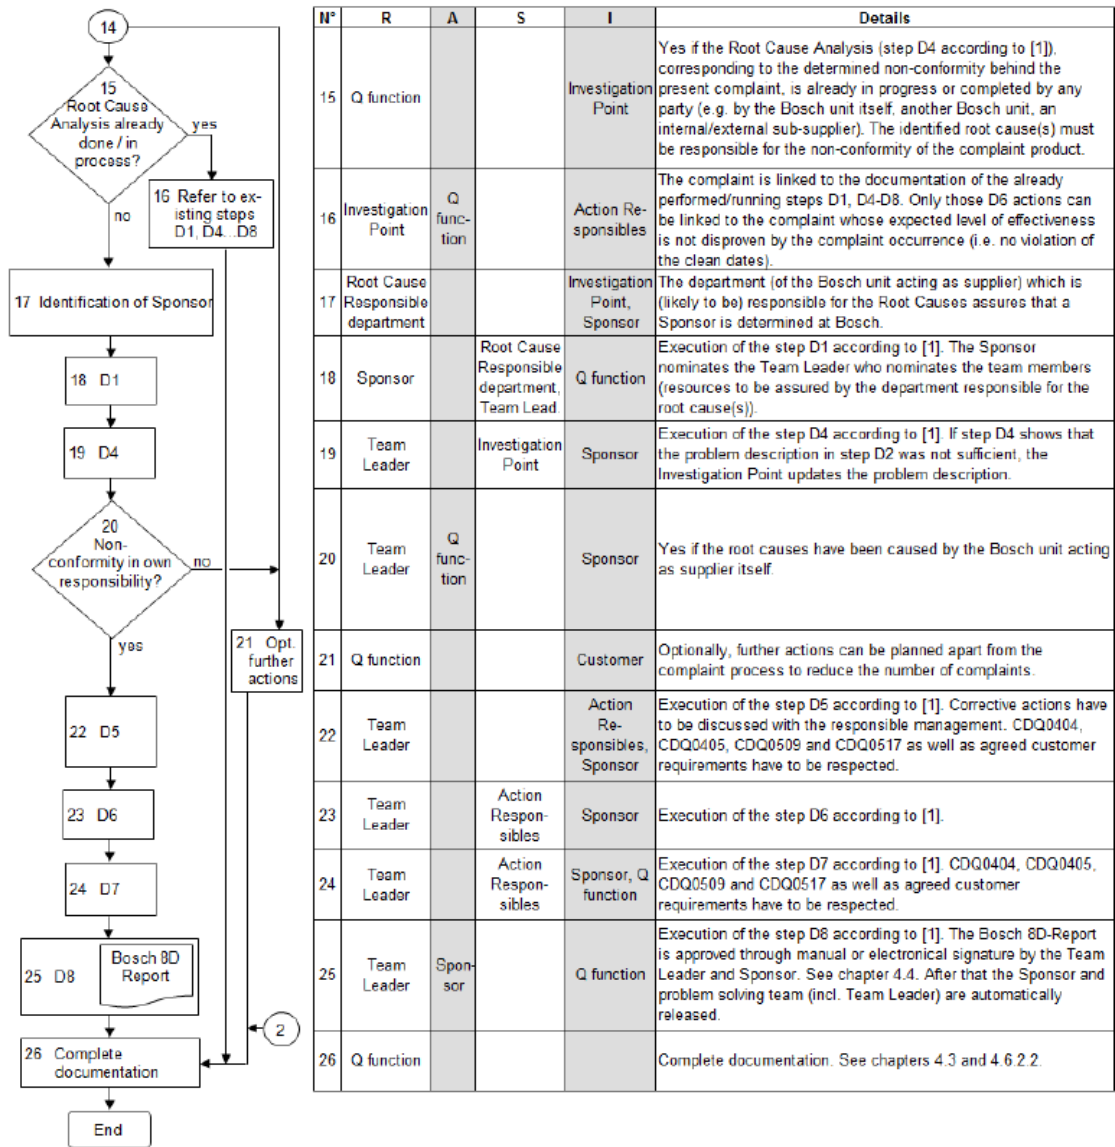 14
15
Root Cause
Analysis already
done / in
process?
yes
no
16 Refer to ex-
isting steps
D1, D4...D8
17 Identification of Sponsor
18 D1
19 D4
20
Non-
conformity in own
responsibility?
no
yes
21 Opt.
further
actions
22 D5
23 D6
24 D7
25 D8
Bosch 8D
Report
2
26 Complete
documentation
End
N° R A S I Details
15 Q function
Investigation
Point
Yes if the Root Cause Analysis (step D4 according to [1]),
corresponding to the determined non-conformity behind the
present complaint, is already in progress or completed by any
party (e.g. by the Bosch unit itself, another Bosch unit, an
internal/external sub-supplier). The identified root cause(s) must
be responsible for the non-conformity of the complaint product.
16
Investigation
Point
Q
func-
tion
Action Re-
sponsibles
The complaint is linked to the documentation of the already
performed/running steps D1, D4-D8. Only those D6 actions can
be linked to the complaint whose expected level of effectiveness
is not disproven by the complaint occurrence (i.e. no violation of
the clean dates).
17
Root Cause
Responsible
department
Investigation
Point,
Sponsor
The department (of the Bosch unit acting as supplier) which is
(likely to be) responsible for the Root Causes assures that a
Sponsor is determined at Bosch.
18 Sponsor
Root Cause
Responsible
department,
Team Lead.
Q function
Execution of the step D1 according to [1]. The Sponsor
nominates the Team Leader who nominates the team members
(resources to be assured by the department responsible for the
root cause(s)).
19
Team
Leader
Investigation
Point
Sponsor
Execution of the step D4 according to [1]. If step D4 shows that
the problem description in step D2 was not sufficient, the
Investigation Point updates the problem description.
20
Team
Leader
Q
func-
tion
Sponsor
Yes if the root causes have been caused by the Bosch unit acting
as supplier itself.
21 Q function
Customer
Optionally, further actions can be planned apart from the
complaint process to reduce the number of complaints.
22
Team
Leader
Action
Re-
sponsibles,
Sponsor
Execution of the step D5 according to [1]. Corrective actions have
to be discussed with the responsible management. CDQ0404,
CDQ0405, CDQ0509 and CDQ0517 as well as agreed customer
requirements have to be respected.
23
Team
Leader
Action
Respon-
sibles
Sponsor
Execution of the step D6 according to [1].
24
Team
Leader
Action
Respon-
sibles
Sponsor, Q
function
Execution of the step D7 according to [1]. CDQ0404, CDQ0405,
CDQ0509 and CDQ0517 as well as agreed customer
requirements have to be respected.
25
Team
Leader
Spon-
sor
Q function
Execution of the step D8 according to [1]. The Bosch 8D-Report
is approved through manual or electronical signature by the Team
Leader and Sponsor. See chapter 4.4. After that the Sponsor and
problem solving team (incl. Team Leader) are automatically
released.
26 Q function
Complete documentation. See chapters 4.3 and 4.6.2.2.